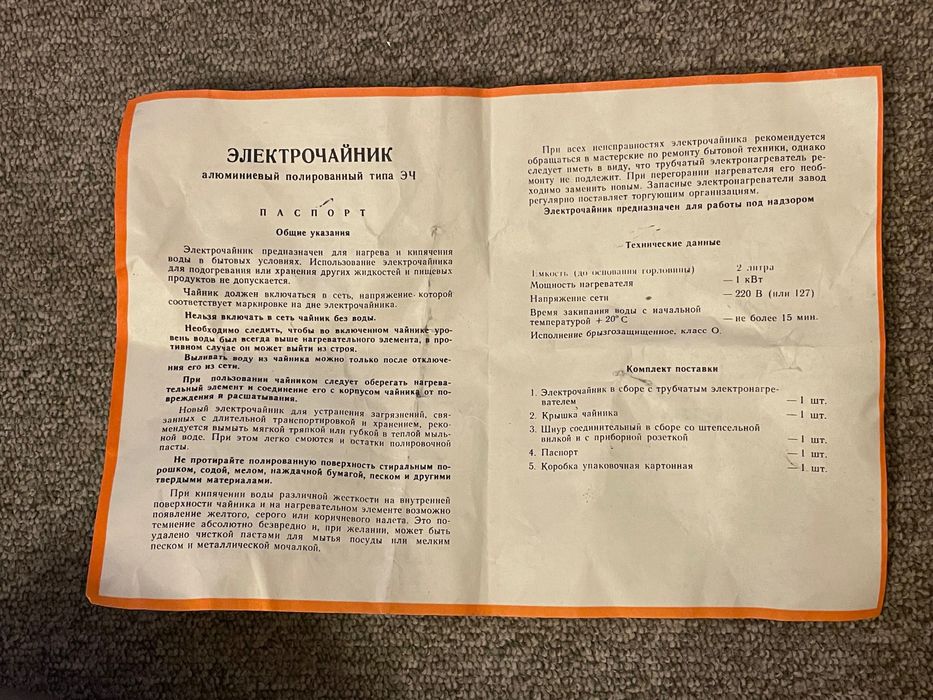 ЭЛЕКТРОЧАЙНИК
алюминиевый полированный типа ЭЧ
ПАСПОРТ
Общие указания
Электрочайник предназначен для нагрева и кипячения
воды в бытовых условиях. Использование электрочайника
для подогревания или хранения других жидкостей и пищевых
продуктов не допускается.
Чайник должен включаться в сеть, напряжение которой
соответствует маркировке на дне электрочайника.
Нельзя включать в сеть чайник без воды.
Необходимо следить, чтобы во включенном чайнике уро-
вень воды был всегда выше нагревательного элемента, в про-
тивном случае он может выйти из строя.
Выливать воду из чайника можно только после отключе-
ния его из сети.
При пользовании чайником следует оберегать нагрева-
тельный элемент и соединение его с корпусом чайника от по-
вреждений и расшатывания.
Новый электрочайник для устранения загрязнений, свя-
занных с длительной транспортировкой и хранением, реко-
мендуется вымыть мягкой тряпкой или губкой в теплой мыль-
ной воде. При этом легко смоются и остатки полировочной
пасты.
Не протирайте полированную поверхность стиральным по-
рошком, содой, мелом, наждачной бумагой, песком и другими
твердыми материалами.
При кипячении воды различной жесткости на внутренней
поверхности чайника и на нагревательном элементе возможно
появление желтого, серого или коричневого налета. Это по-
темнение абсолютно безвредно и, при желании, может быть
удалено чисткой пастами для мытья посуды или мелким
песком и металлической мочалкой.
При всех неисправностях электрочайника рекомендуется
обращаться в мастерские по ремонту бытовой техники, однако
следует иметь в виду, что трубчатый электронагреватель ре-
монту не подлежит. При перегорании нагревателя его необ-
ходимо заменить новым. Запасные электронагреватели завод
регулярно поставляет торгующим организациям.
Электрочайник предназначен для работы под надзором
Технические данные
Емкость (до основания горловины) 2 литра
Мощность нагревателя — 1 кВт
Напряжение сети — 220 В (или 127)
Время закипания воды с начальной
температурой + 20° С — не более 15 мин.
Исполнение брызгозащищенное, класс О.
Комплект поставки
1. Электрочайник в сборе с трубчатым электронагре-
вателем — 1 шт.
2. Крышка чайника — 1 шт.
3. Шнур соединительный в сборе со штепсельной
вилкой и с приборной розеткой — 1 шт.
4. Паспорт — 1 шт.
5. Коробка упаковочная картонная — 1 шт.